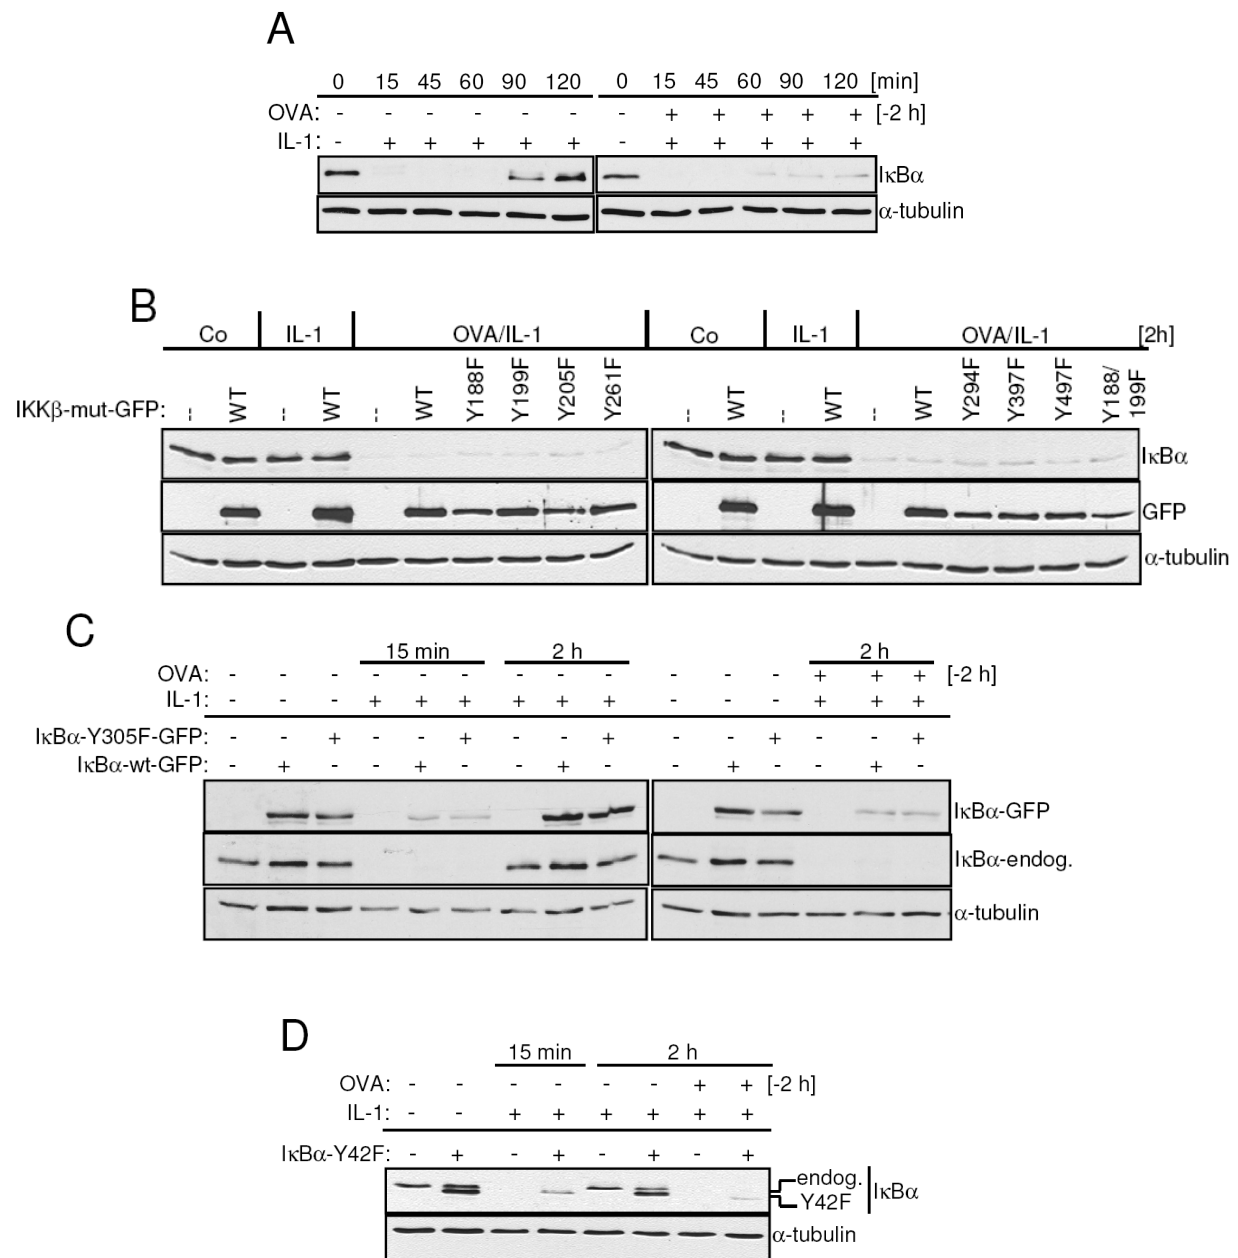 A
0 15 45 60 90 120 0 15 45 60 90 120 [min]
OVA: - - - - - - - + + + + + [-2 h]
IL-1: - + + + + + - + + + + +
IκBα
α-tubulin
B
Co IL-1 OVA/IL-1 Co IL-1 OVA/IL-1 [2h]
IKKβ-mut-GFP: -- WT -- WT -- WT Y188F Y199F Y205F Y261F -- WT -- WT -- WT Y294F Y397F Y497F Y188/199F
IκBα
GFP
α-tubulin
C
15 min 2 h 2 h
OVA: - - - - - - - - - - - - + + + [-2 h]
IL-1: - - - + + + + + + - - - + + +
IκBα-Y305F-GFP: - - + - - + - - + - - + - - +
IκBα-wt-GFP: - + - - + - - + - - + - - + -
IκBα-GFP
IκBα-endog.
α-tubulin
D
15 min 2 h
OVA: - - - - - - + + [-2 h]
IL-1: - - + + + + + +
IκBα-Y42F: - + - + - + - +
endog.
IκBα
Y42F
α-tubulin